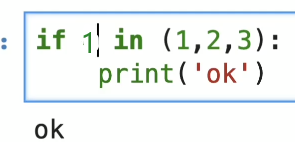 : if 1 in (1,2,3):
    print('ok')
ok